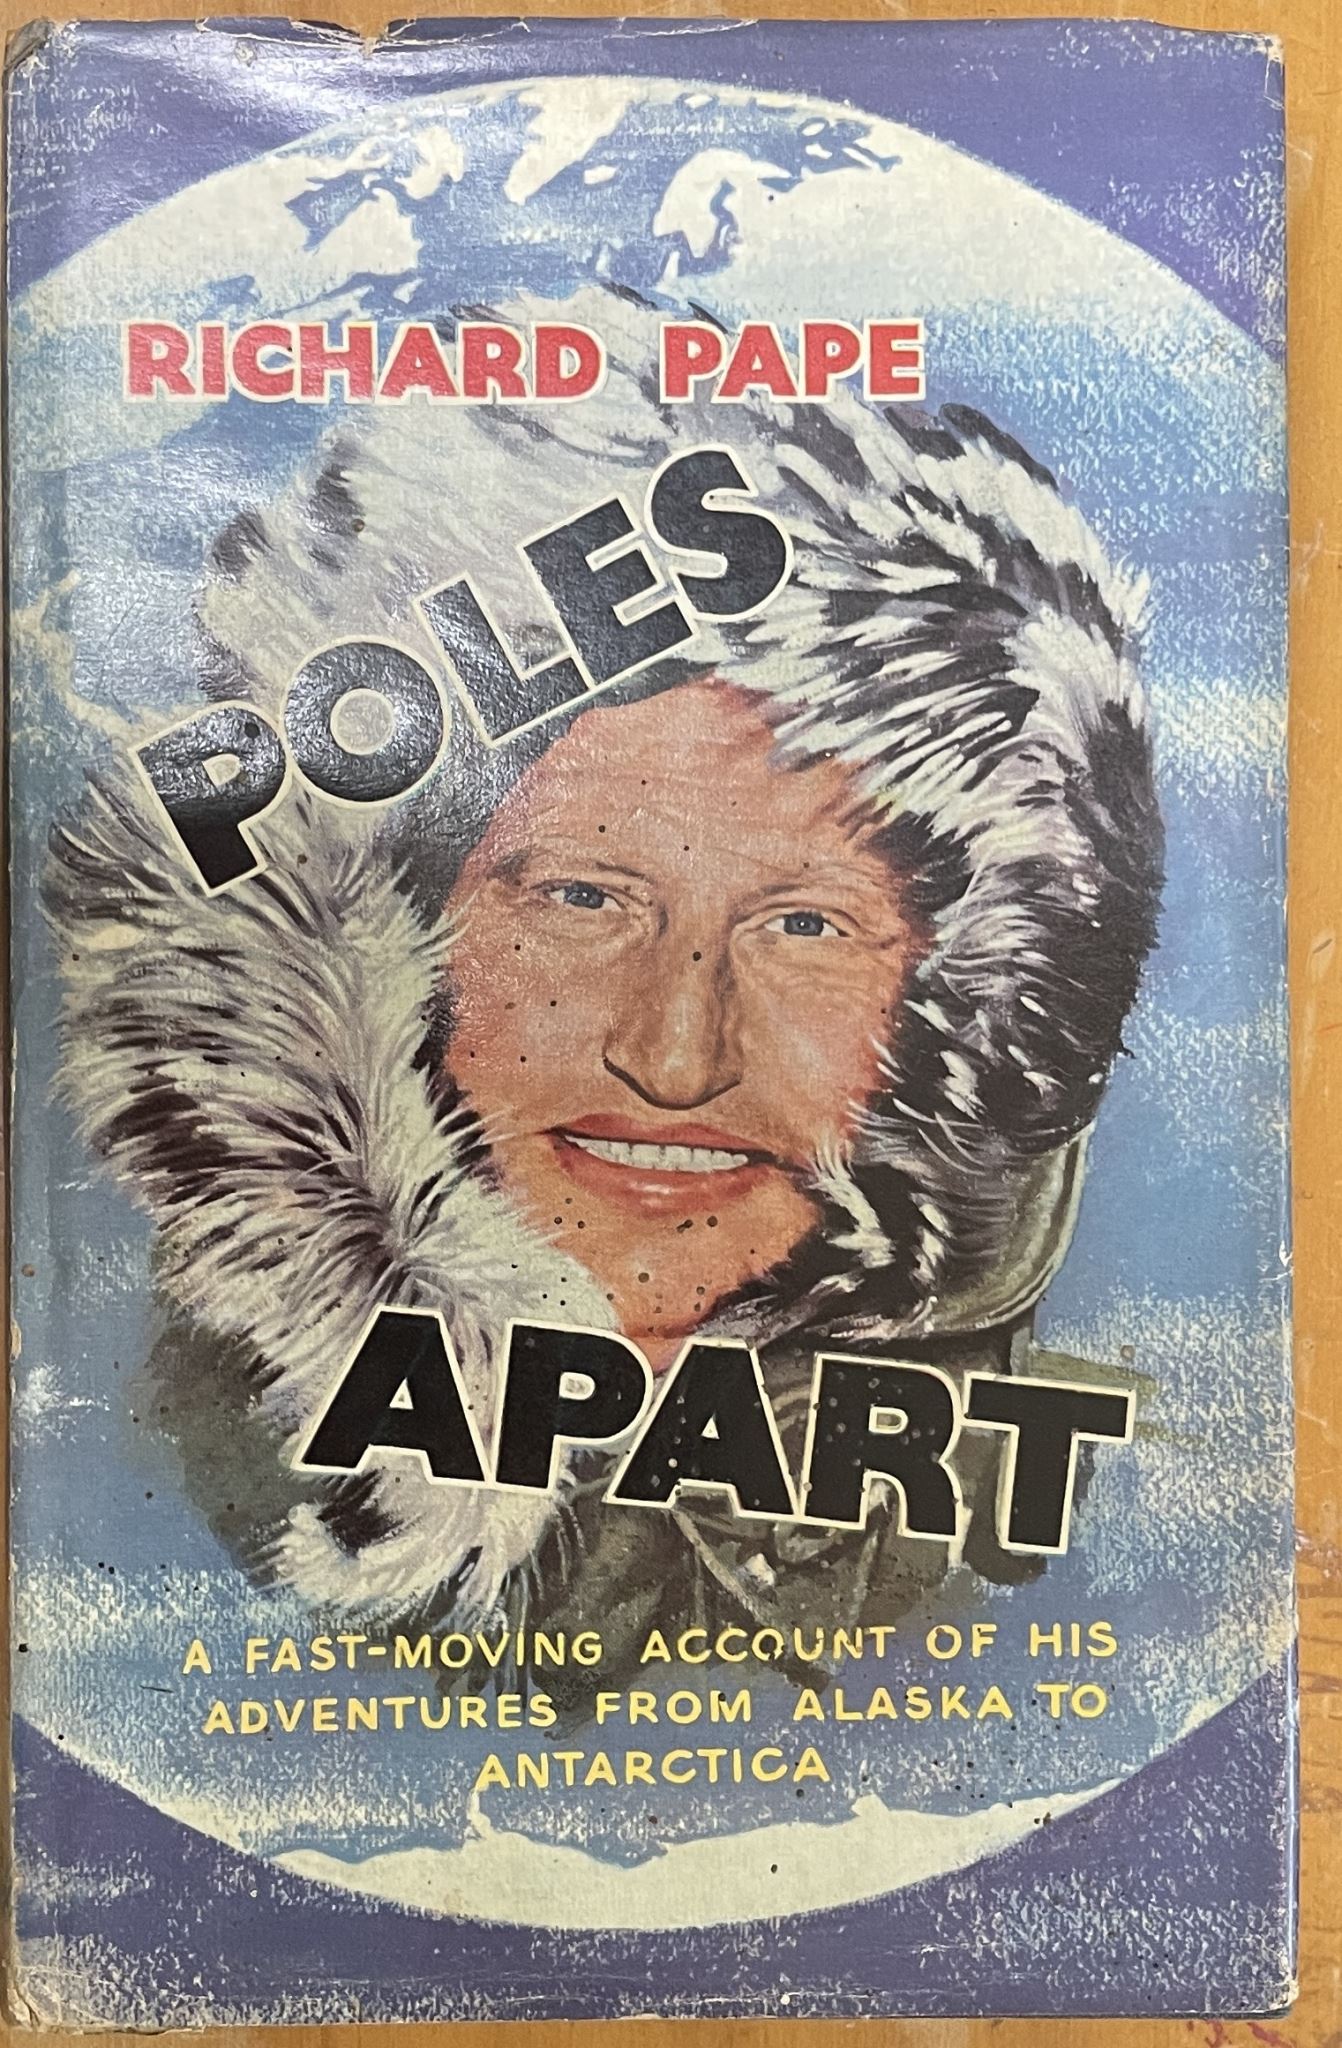 RICHARD PAPE
POLES
APART
A FAST-MOVING ACCOUNT OF HIS
ADVENTURES FROM ALASKA TO
ANTARCTICA